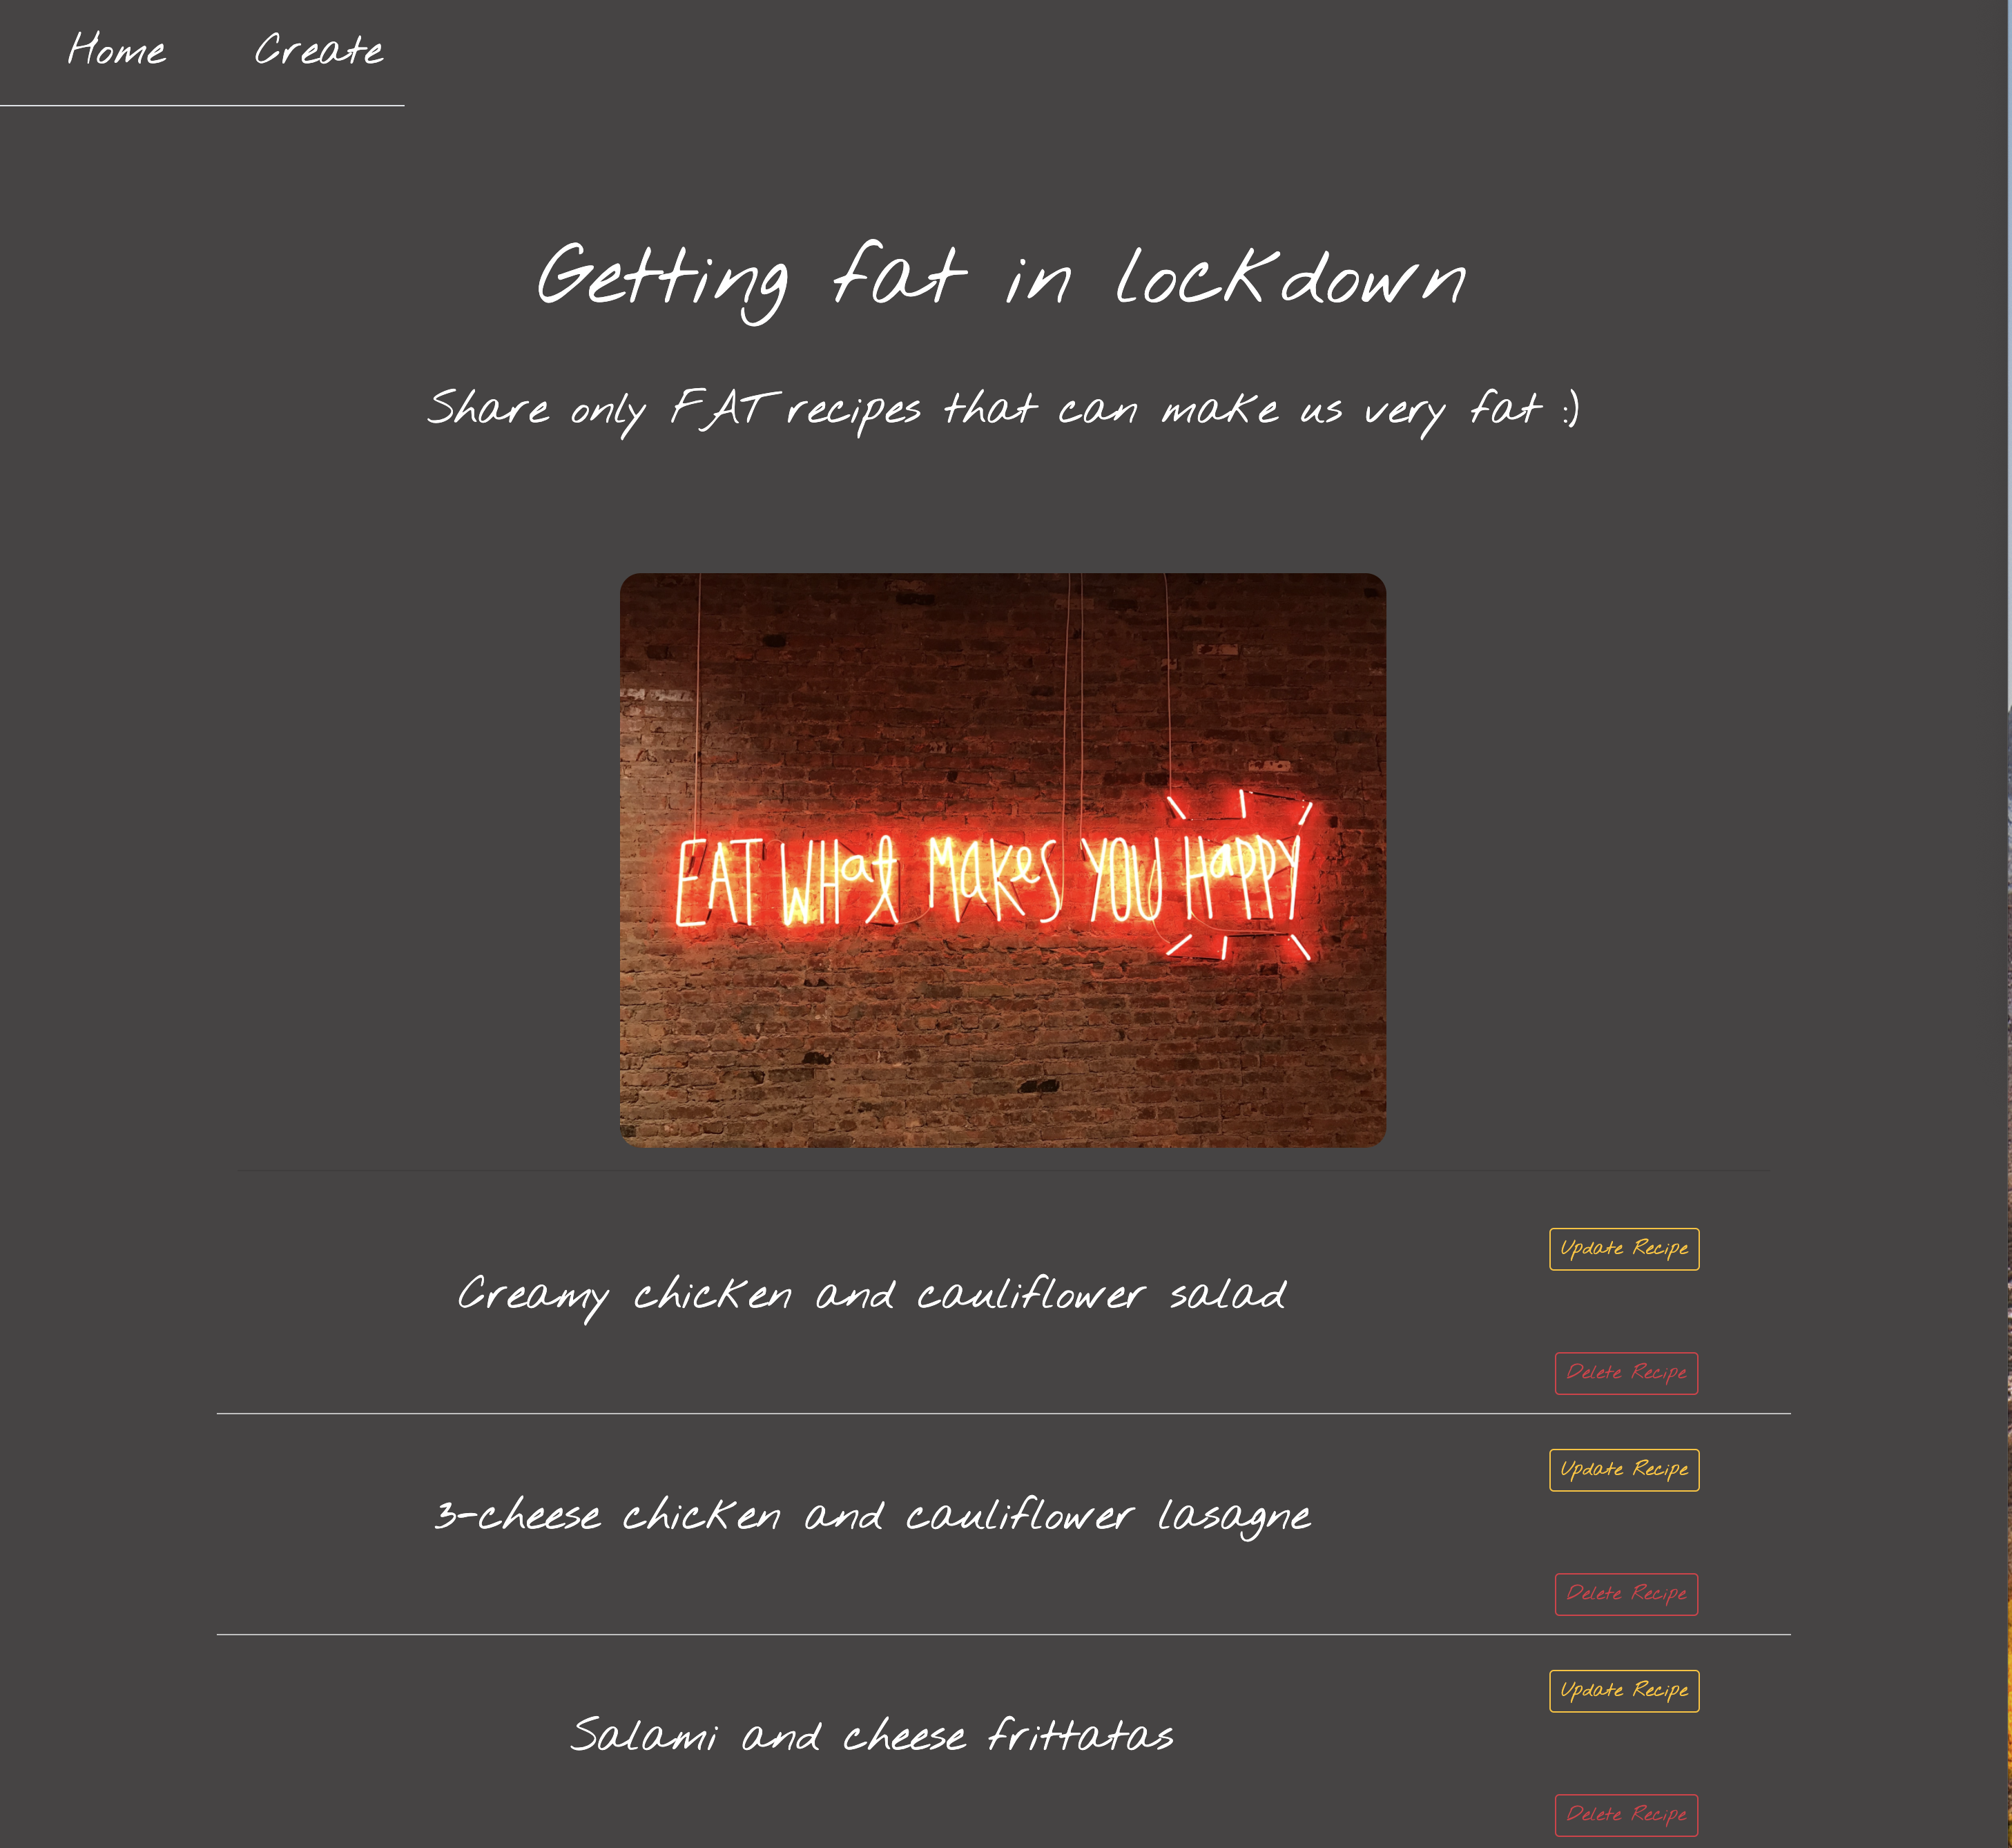 Home Create
Getting fat in lockdown
Share only FAT recipes that can make us very fat :)
EAT WHat MaKes YOU HaPPY
Update Recipe
Creamy chicken and cauliflower salad
Delete Recipe
Update Recipe
3-cheese chicken and cauliflower lasagne
Delete Recipe
Update Recipe
Salami and cheese frittatas
Delete Recipe